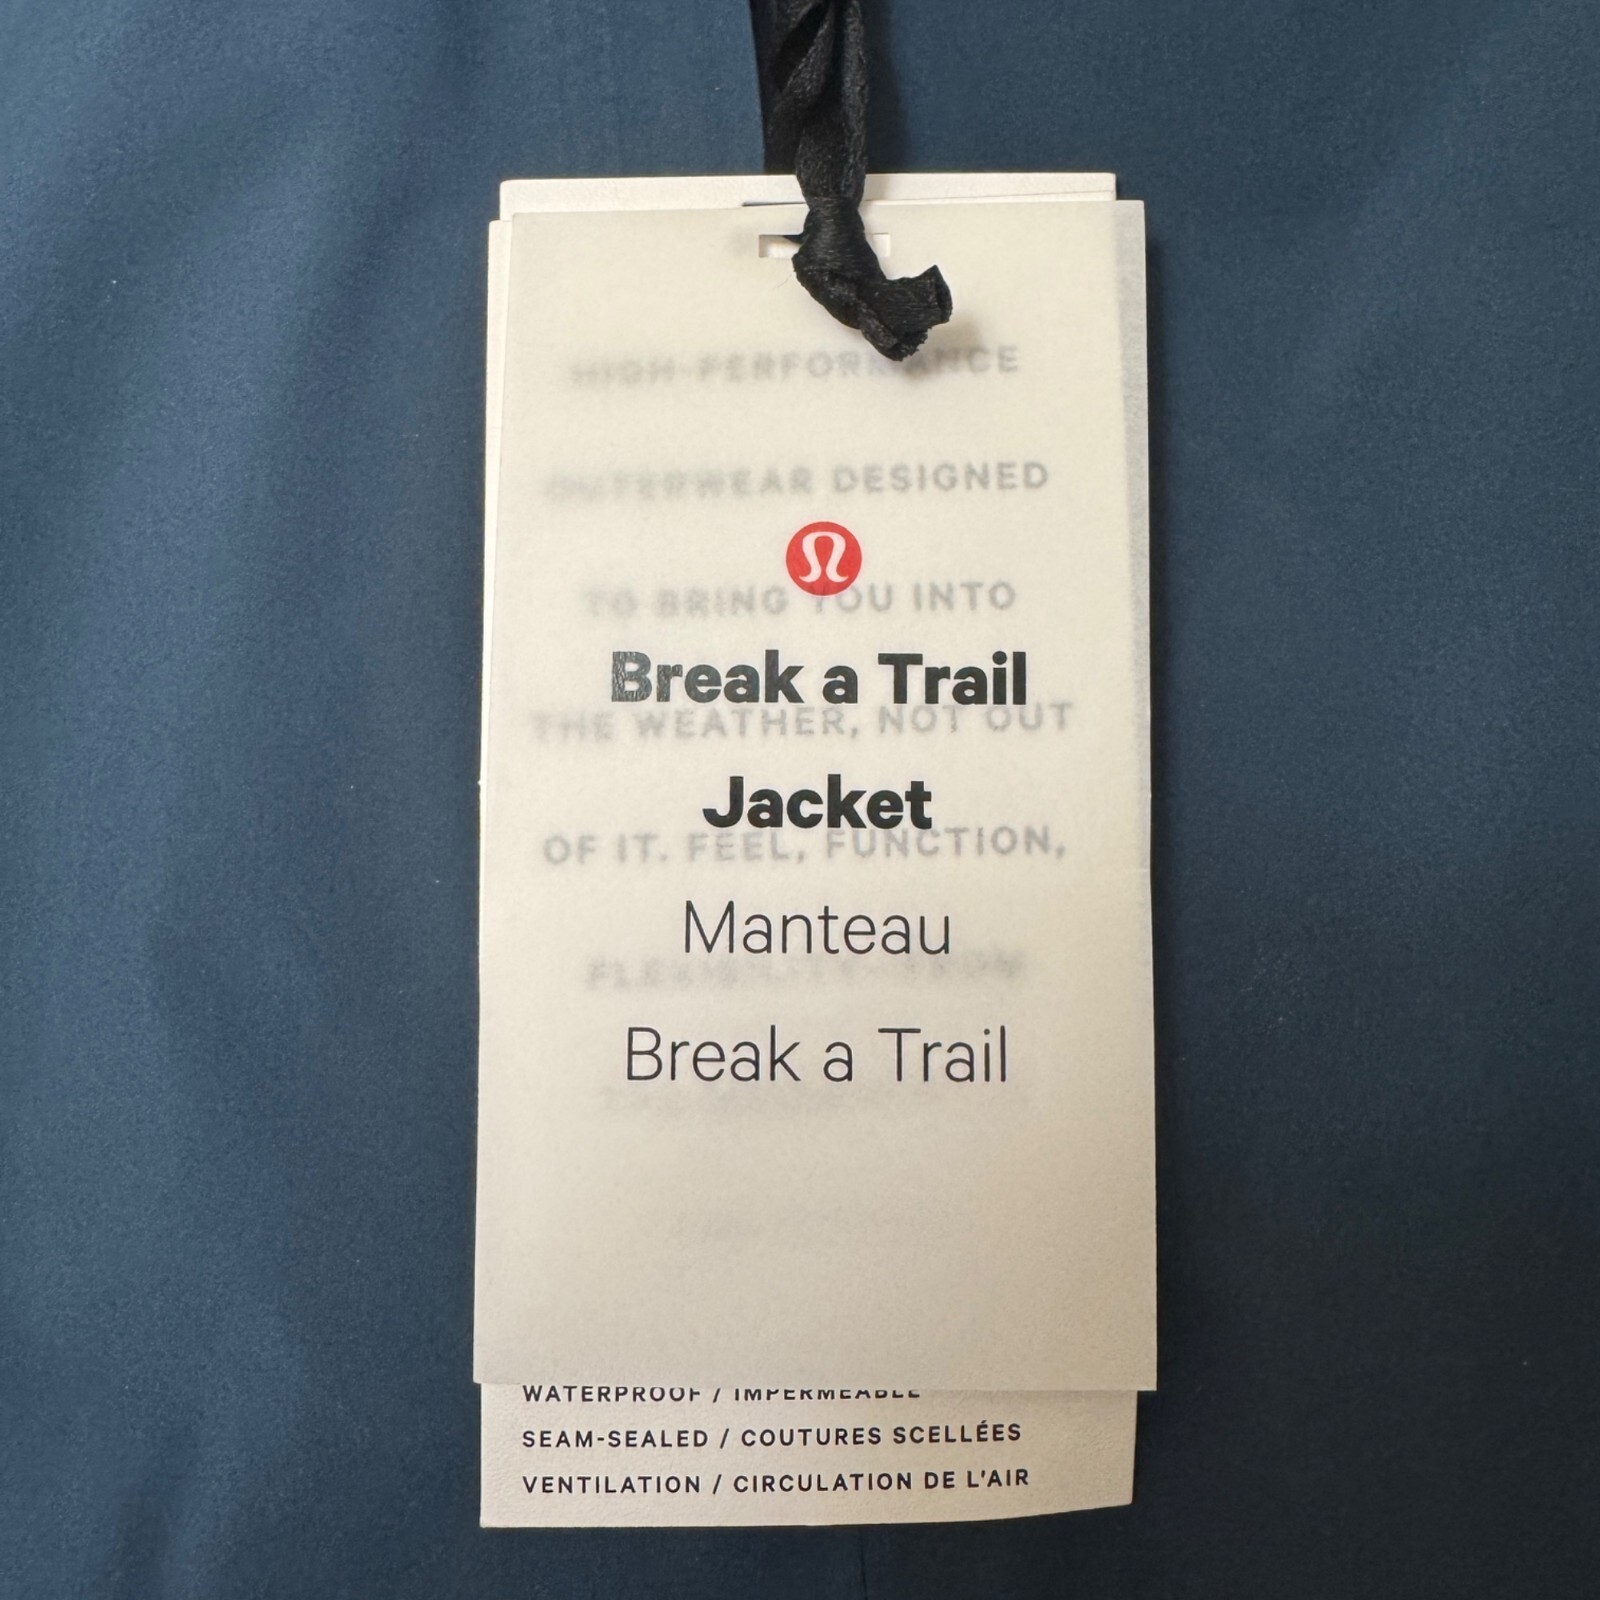 HIGH-PERFORMANCE
OUTERWEAR DESIGNED
TO BRING YOU INTO
Break a Trail
THE WEATHER, NOT OUT
Jacket
OF IT. FEEL, FUNCTION,
Manteau
Break a Trail
WATERPROOF / IMPERMÉABLE
SEAM-SEALED / COUTURES SCELLÉES
VENTILATION / CIRCULATION DE L'AIR